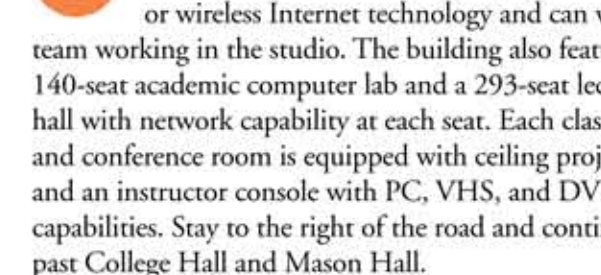 or wireless Internet technology and can
team working in the studio. The building also feat
140-seat academic computer lab and a 293-seat lec
hall with network capability at each seat. Each clas
and conference room is equipped with ceiling proj
and an instructor console with PC, VHS, and DV
capabilities. Stay to the right of the road and conti
past College Hall and Mason Hall.